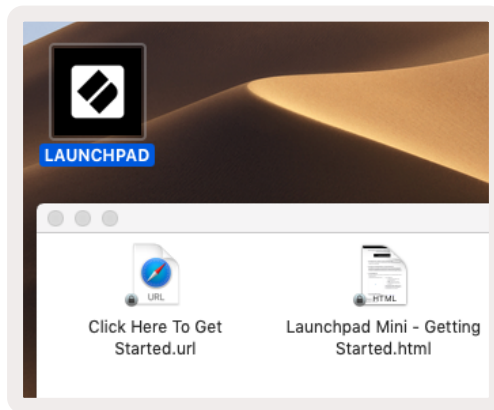 LAUNCHPAD
URL
HTML
Click Here To Get
Started.url
Launchpad Mini - Getting
Started.html